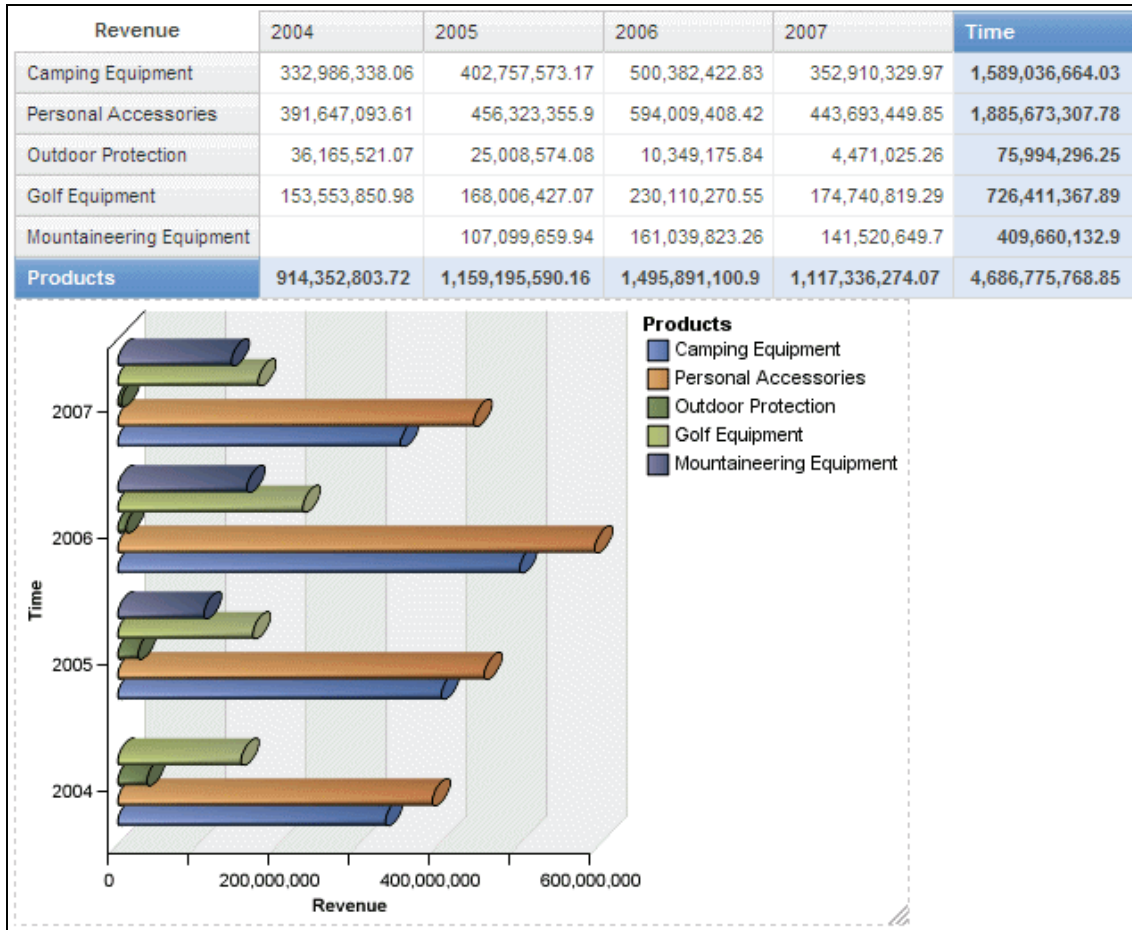 Revenue 2004 2005 2006 2007 Time
Camping Equipment 332,986,338.06 402,757,573.17 500,382,422.83 352,910,329.97 1,589,036,664.03
Personal Accessories 391,647,093.61 456,323,355.9 594,009,408.42 443,693,449.85 1,885,673,307.78
Outdoor Protection 36,165,521.07 25,008,574.08 10,349,175.84 4,471,025.26 75,994,296.25
Golf Equipment 153,553,850.98 168,006,427.07 230,110,270.55 174,740,819.29 726,411,367.89
Mountaineering Equipment 107,099,659.94 161,039,823.26 141,520,649.7 409,660,132.9
Products 914,352,803.72 1,159,195,590.16 1,495,891,100.9 1,117,336,274.07 4,686,775,768.85
Products
Camping Equipment
Personal Accessories
Outdoor Protection
Golf Equipment
Mountaineering Equipment
2007
2006
2005
2004
Time
0 200,000,000 400,000,000 600,000,000
Revenue